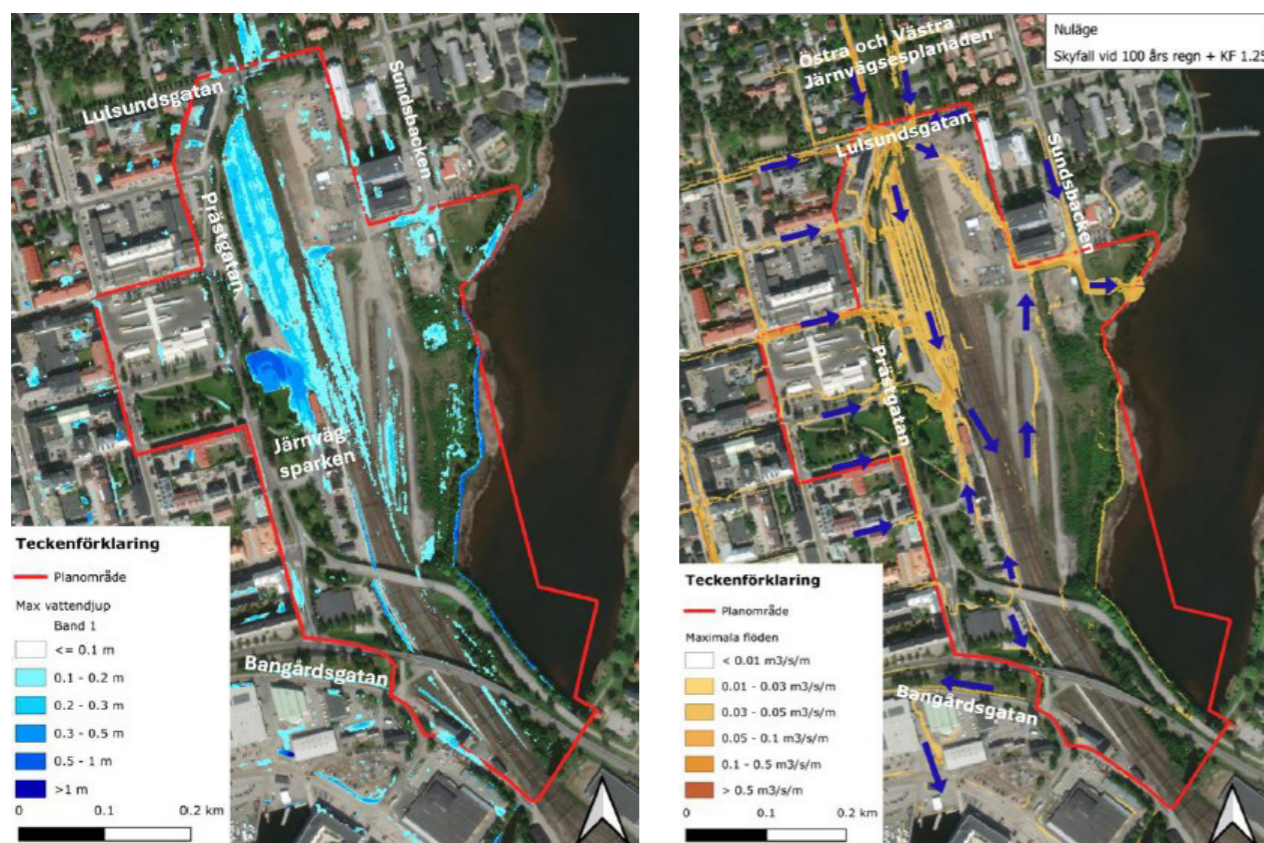 Lulsundsgatan
Sundsbacken
Prästgatan
Järnväg-
sparken
Bangårdsgatan
Teckenförklaring
Planområde
Max vattendjup
Band 1
<= 0.1 m
0.1 - 0.2 m
0.2 - 0.3 m
0.3 - 0.5 m
0.5 - 1 m
>1 m
0 0.1 0.2 km
Nuläge
Skyfall vid 100 års regn + KF 1.25
Östra och Västra
Järnvägsesplanaden
Lulsundsgatan
Sundsbacken
Prästgatan
Bangårdsgatan
Teckenförklaring
Planområde
Maximala flöden
< 0.01 m3/s/m
0.01 - 0.03 m3/s/m
0.03 - 0.05 m3/s/m
0.05 - 0.1 m3/s/m
0.1 - 0.5 m3/s/m
> 0.5 m3/s/m
0 0.1 0.2 km